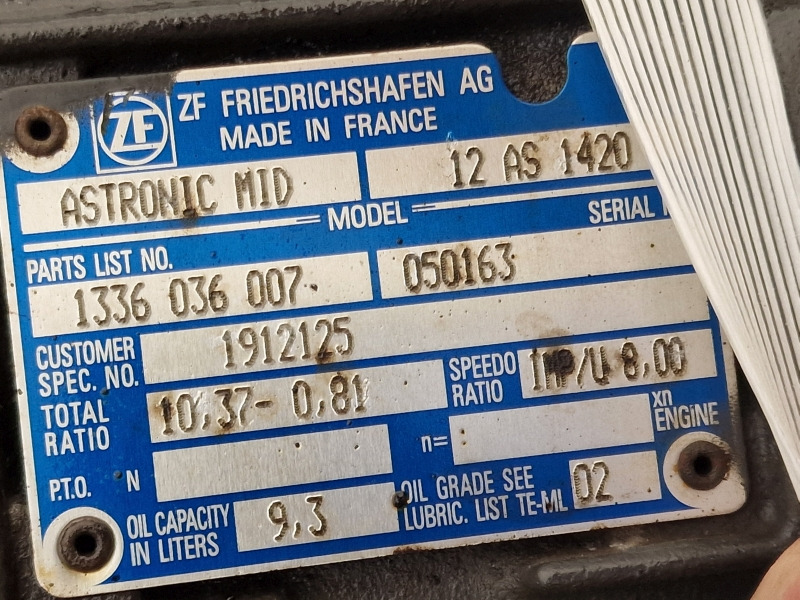 ZF ZF FRIEDRICHSHAFEN AG
MADE IN FRANCE
ASTRONIC MID 12 AS 1420
MODEL
PARTS LIST NO. SERIAL
1336 036 007 050163
CUSTOMER SPEC. NO. 1912125
TOTAL RATIO 10,37- 0,81 SPEEDO RATIO IMP/U 8,00
P.T.O. N n= xn ENGiNE
OIL CAPACITY IN LITERS 9,3 OIL GRADE SEE LUBRIC. LIST TE-ML 02